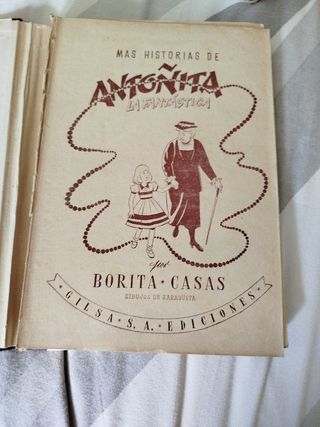 MAS HISTORIAS DE
ANTOÑITA
LA FANTÁSTICA
por
BORITA · CASAS
DIBUJOS DE ZARAGÜETA
· GILSA · S.A. · EDICIONES ·